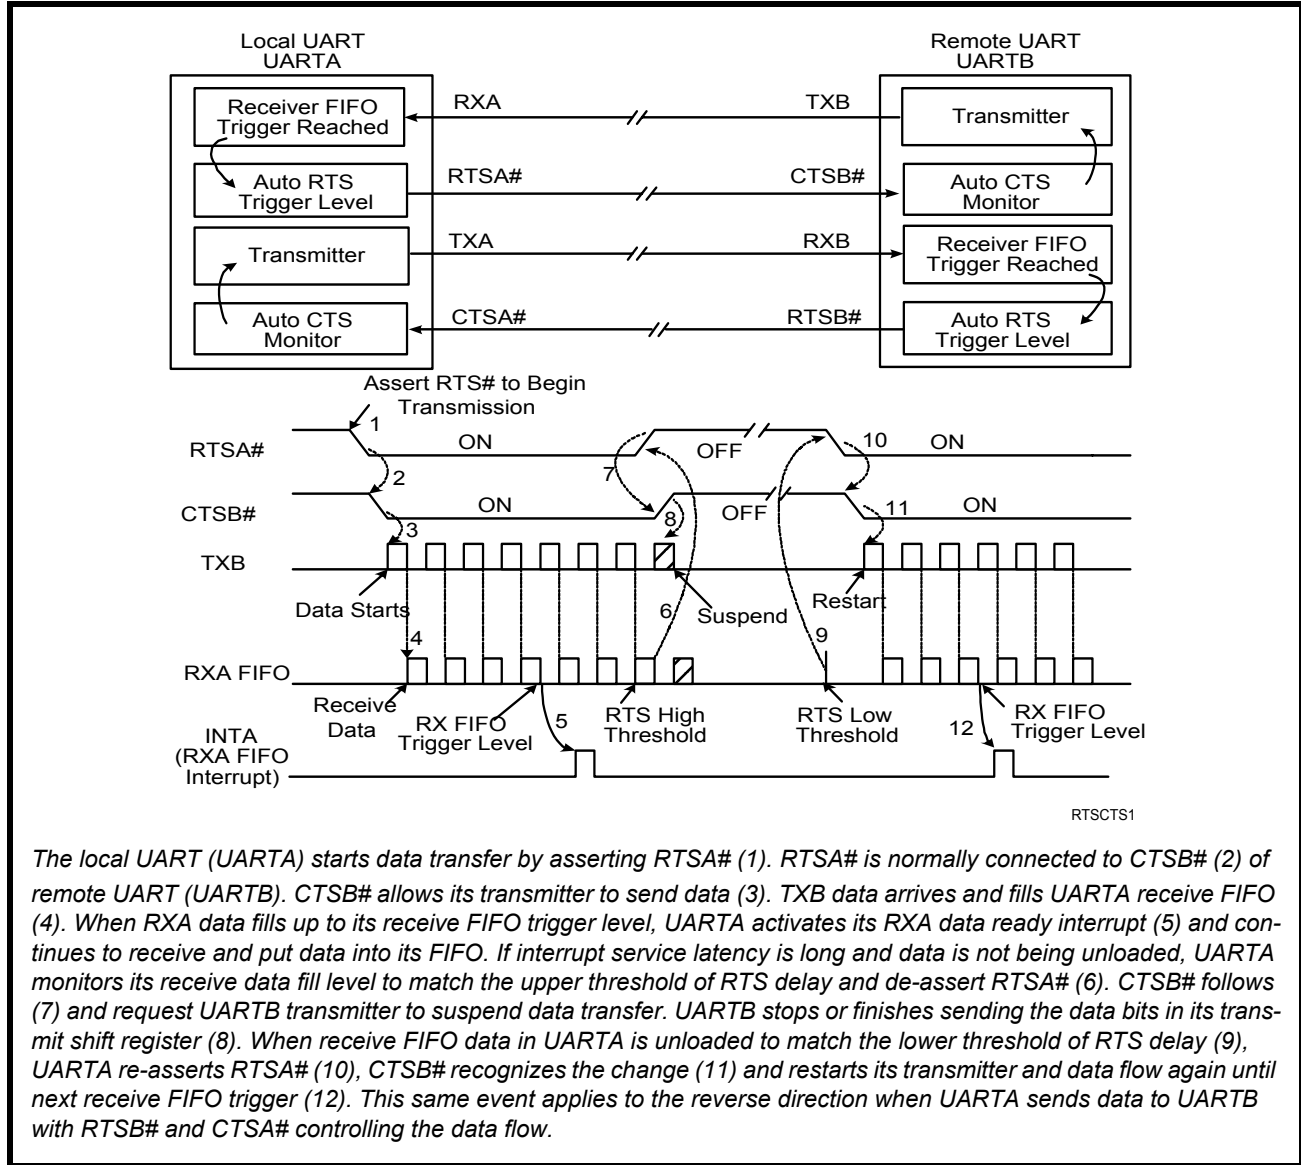 Local UART
UARTA
Remote UART
UARTB
Receiver FIFO
Trigger Reached
RXA
TXB
Transmitter
Auto RTS
Trigger Level
RTSA#
CTSB#
Auto CTS
Monitor
Transmitter
TXA
RXB
Receiver FIFO
Trigger Reached
Auto CTS
Monitor
CTSA#
RTSB#
Auto RTS
Trigger Level
Assert RTS# to Begin
Transmission
1
RTSA#
ON
7
OFF
10
ON
2
CTSB#
ON
8
OFF
11
ON
3
TXB
Data Starts
6
Suspend
Restart
4
9
RXA FIFO
Receive
Data
RX FIFO
Trigger Level
5
RTS High
Threshold
RTS Low
Threshold
12
RX FIFO
Trigger Level
INTA
(RXA FIFO
Interrupt)
RTSCTS1
The local UART (UARTA) starts data transfer by asserting RTSA# (1). RTSA# is normally connected to CTSB# (2) of
remote UART (UARTB). CTSB# allows its transmitter to send data (3). TXB data arrives and fills UARTA receive FIFO
(4). When RXA data fills up to its receive FIFO trigger level, UARTA activates its RXA data ready interrupt (5) and con-
tinues to receive and put data into its FIFO. If interrupt service latency is long and data is not being unloaded, UARTA
monitors its receive data fill level to match the upper threshold of RTS delay and de-assert RTSA# (6). CTSB# follows
(7) and request UARTB transmitter to suspend data transfer. UARTB stops or finishes sending the data bits in its trans-
mit shift register (8). When receive FIFO data in UARTA is unloaded to match the lower threshold of RTS delay (9),
UARTA re-asserts RTSA# (10), CTSB# recognizes the change (11) and restarts its transmitter and data flow again until
next receive FIFO trigger (12). This same event applies to the reverse direction when UARTA sends data to UARTB
with RTSB# and CTSA# controlling the data flow.